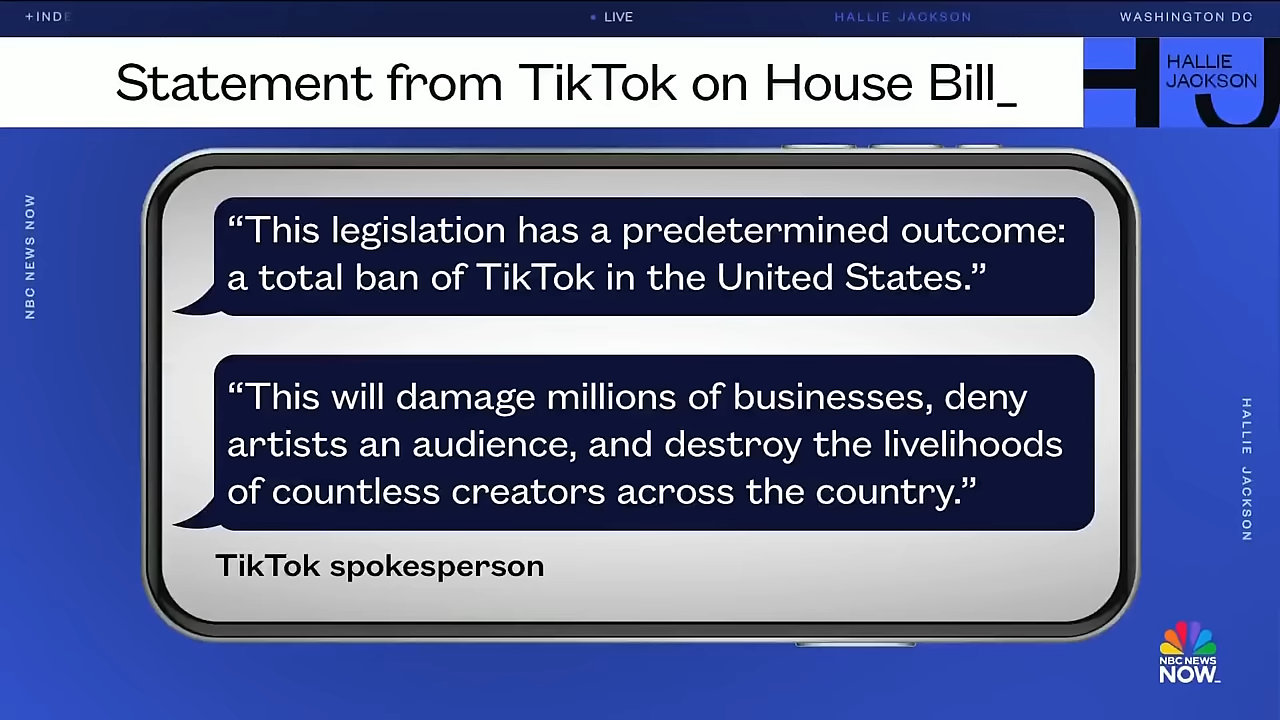 +INDE
LIVE
HALLIE JACKSON
WASHINGTON DC
Statement from TikTok on House Bill_
HALLIE
JACKSON
NBC NEWS NOW
“This legislation has a predetermined outcome:
a total ban of TikTok in the United States.”
“This will damage millions of businesses, deny
artists an audience, and destroy the livelihoods
of countless creators across the country.”
TikTok spokesperson
HALLIE JACKSON
NBC NEWS
NOW_